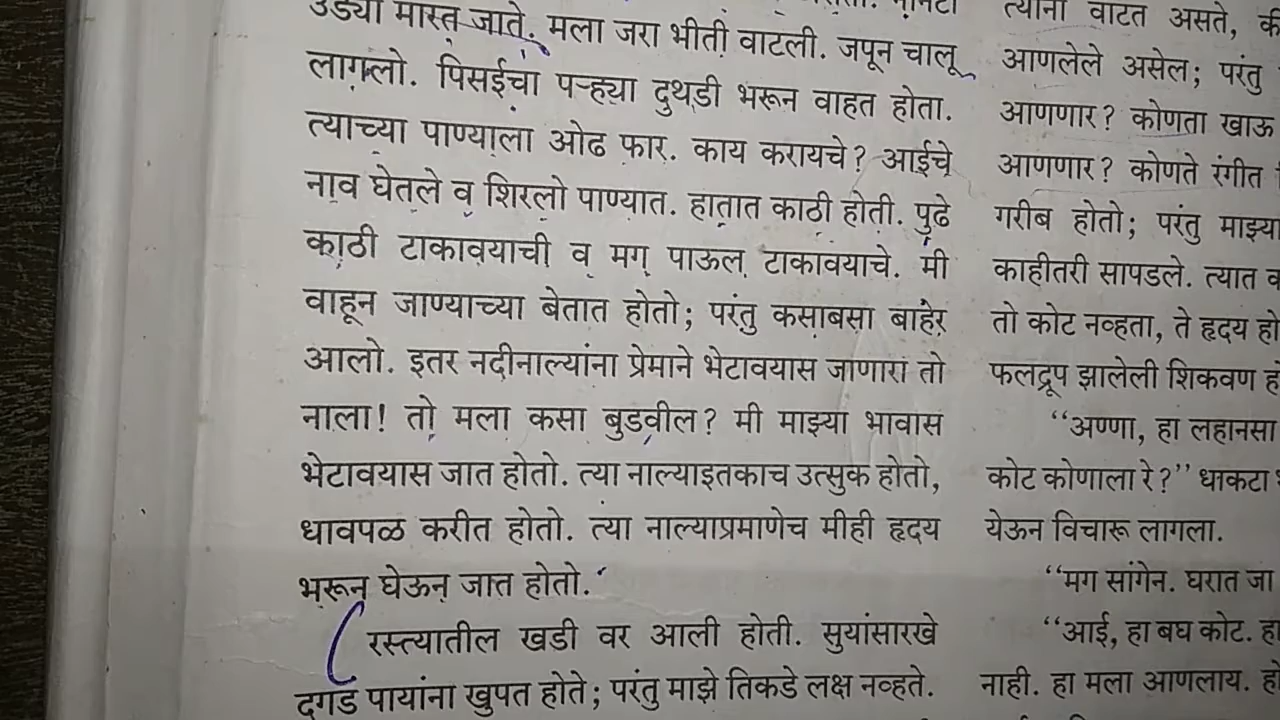 उड्या मारत जाते. मला जरा भीती वाटली. जपून चालू
लागलो. पिसईचा पऱ्ह्या दुथडी भरून वाहत होता.
त्याच्या पाण्याला ओढ फार. काय करायचे? आईचे
नाव घेतले व शिरलो पाण्यात. हातात काठी होती. पुढे
काठी टाकावयाची व मग पाऊल टाकावयाचे. मी
वाहून जाण्याच्या बेतात होतो; परंतु कसाबसा बाहेर
आलो. इतर नदीनाल्यांना प्रेमाने भेटावयास जाणारा तो
नाला! तो मला कसा बुडवील? मी माझ्या भावास
भेटावयास जात होतो. त्या नाल्याइतकाच उत्सुक होतो,
धावपळ करीत होतो. त्या नाल्याप्रमाणेच मीही हृदय
भरून घेऊन जात होतो.
रस्त्यातील खडी वर आली होती. सुयांसारखे
दगड पायांना खुपत होते; परंतु माझे तिकडे लक्ष नव्हते.
त्यांना वाटत असते,
आणलेले असेल; परंतु
आणणार? कोणता खाऊ
आणणार? कोणते रंगीत
गरीब होतो; परंतु माझ्या
काहीतरी सापडले. त्यात
तो कोट नव्हता, ते हृदय
फलद्रूप झालेली शिकवण
“अण्णा, हा लहानसा
कोट कोणाला रे?” धाकटा
येऊन विचारू लागला.
“मग सांगेन. घरात जा
“आई, हा बघ कोट.
नाही. हा मला आणलाय.